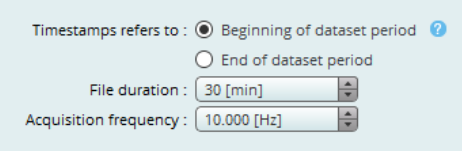 Timestamps refers to : Beginning of dataset period ?
End of dataset period
File duration : 30 [min]
Acquisition frequency : 10.000 [Hz]